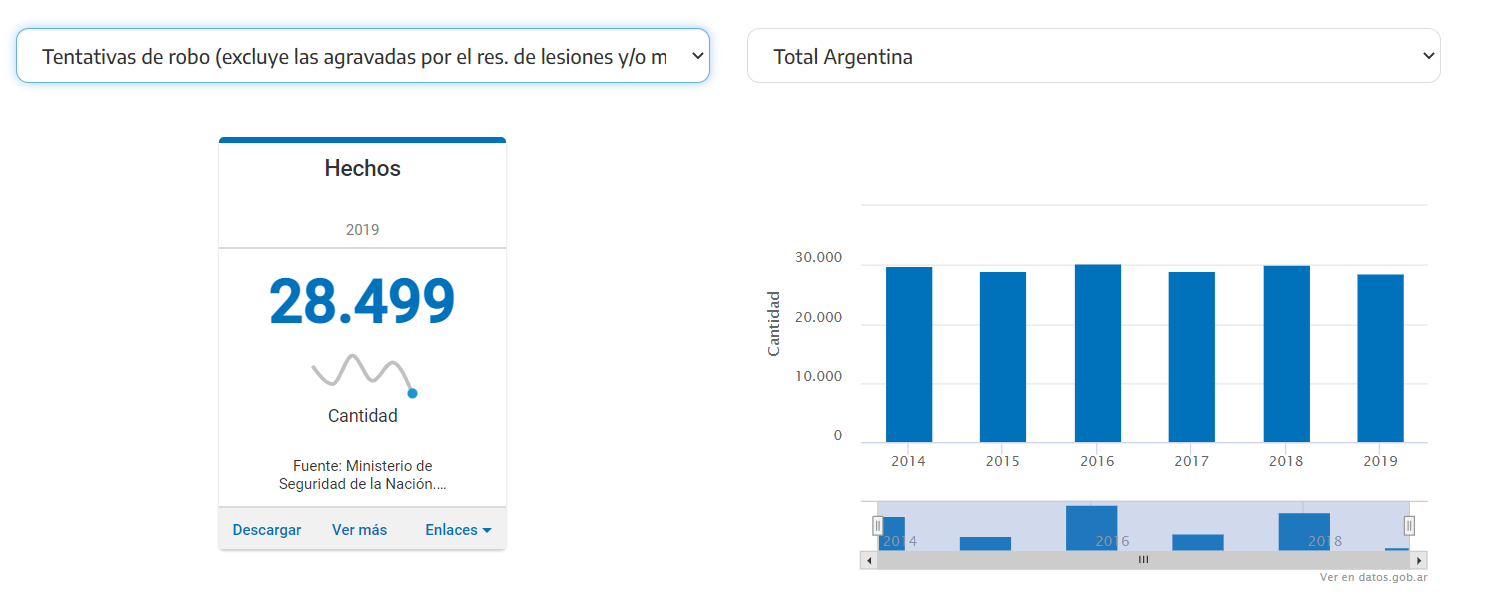 Tentativas de robo (excluye las agravadas por el res. de lesiones y/o m
Total Argentina
Hechos
2019
28.499
Cantidad
Fuente: Ministerio de
Seguridad de la Nación....
Descargar Ver más Enlaces
Cantidad
30.000
20.000
10.000
0
2014 2015 2016 2017 2018 2019
2014 2016 2018
Ver en datos.gob.ar